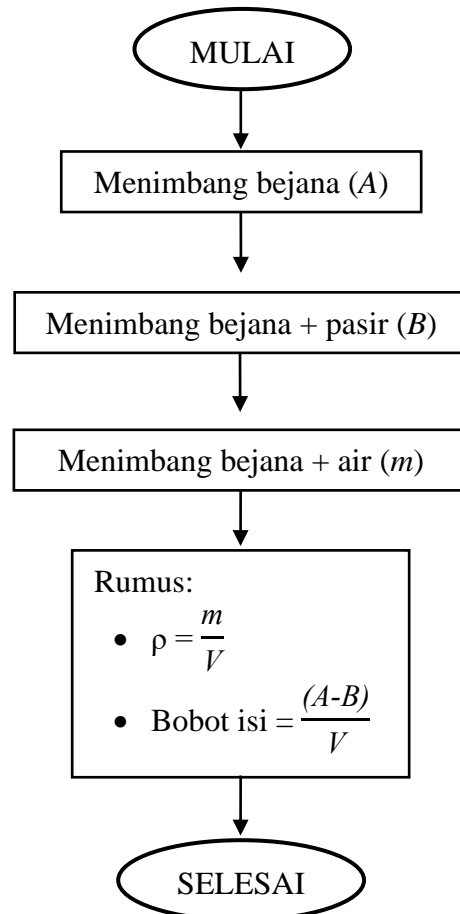 MULAI
Menimbang bejana (A)
Menimbang bejana + pasir (B)
Menimbang bejana + air (m)
Rumus:
• ρ = m/V
• Bobot isi = (A-B)/V
SELESAI